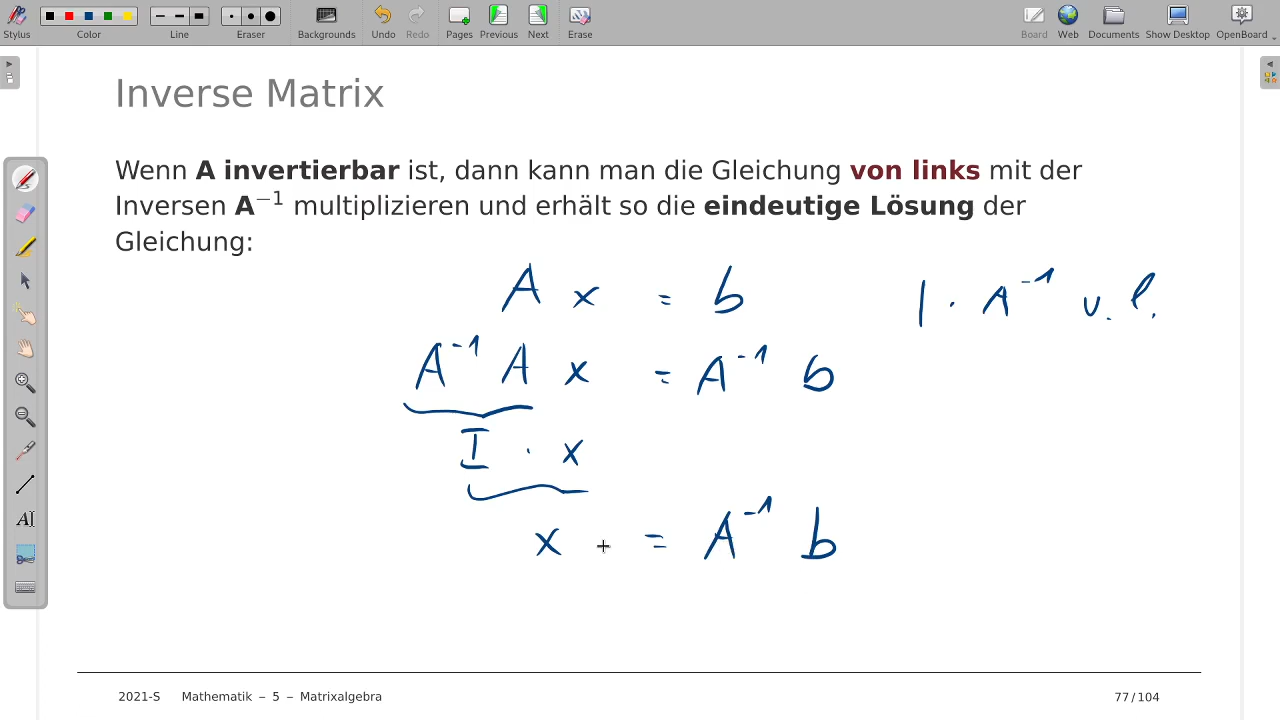 Stylus Color Line Eraser Backgrounds Undo Redo Pages Previous Next Erase Board Web Documents Show Desktop OpenBoard
Inverse Matrix
Wenn A invertierbar ist, dann kann man die Gleichung von links mit der
Inversen A⁻¹ multiplizieren und erhält so die eindeutige Lösung der
Gleichung:
A x = b | · A⁻¹ v. l.
A⁻¹ A x = A⁻¹ b
I · x
x = A⁻¹ b
2021-S Mathematik – 5 – Matrixalgebra 77/104